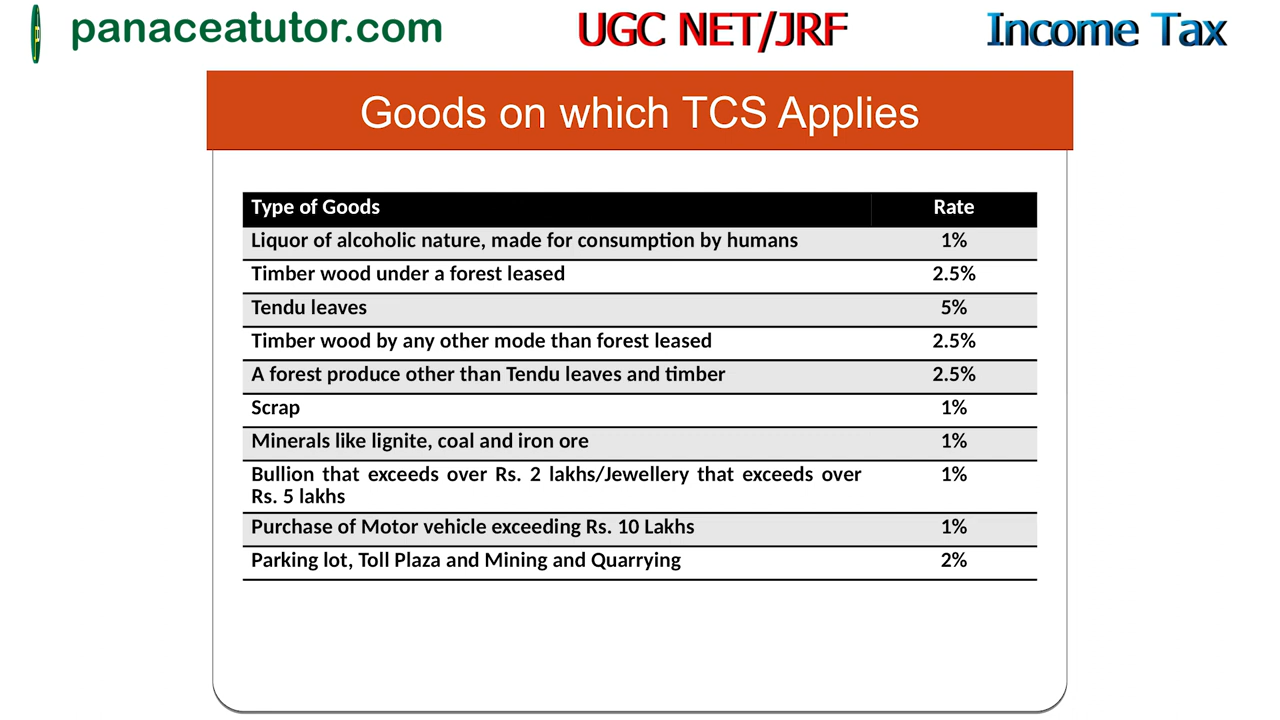 panaceatutor.com
UGC NET/JRF
Income Tax
Goods on which TCS Applies
Type of Goods Rate
Liquor of alcoholic nature, made for consumption by humans 1%
Timber wood under a forest leased 2.5%
Tendu leaves 5%
Timber wood by any other mode than forest leased 2.5%
A forest produce other than Tendu leaves and timber 2.5%
Scrap 1%
Minerals like lignite, coal and iron ore 1%
Bullion that exceeds over Rs. 2 lakhs/Jewellery that exceeds over 1%
Rs. 5 lakhs
Purchase of Motor vehicle exceeding Rs. 10 Lakhs 1%
Parking lot, Toll Plaza and Mining and Quarrying 2%